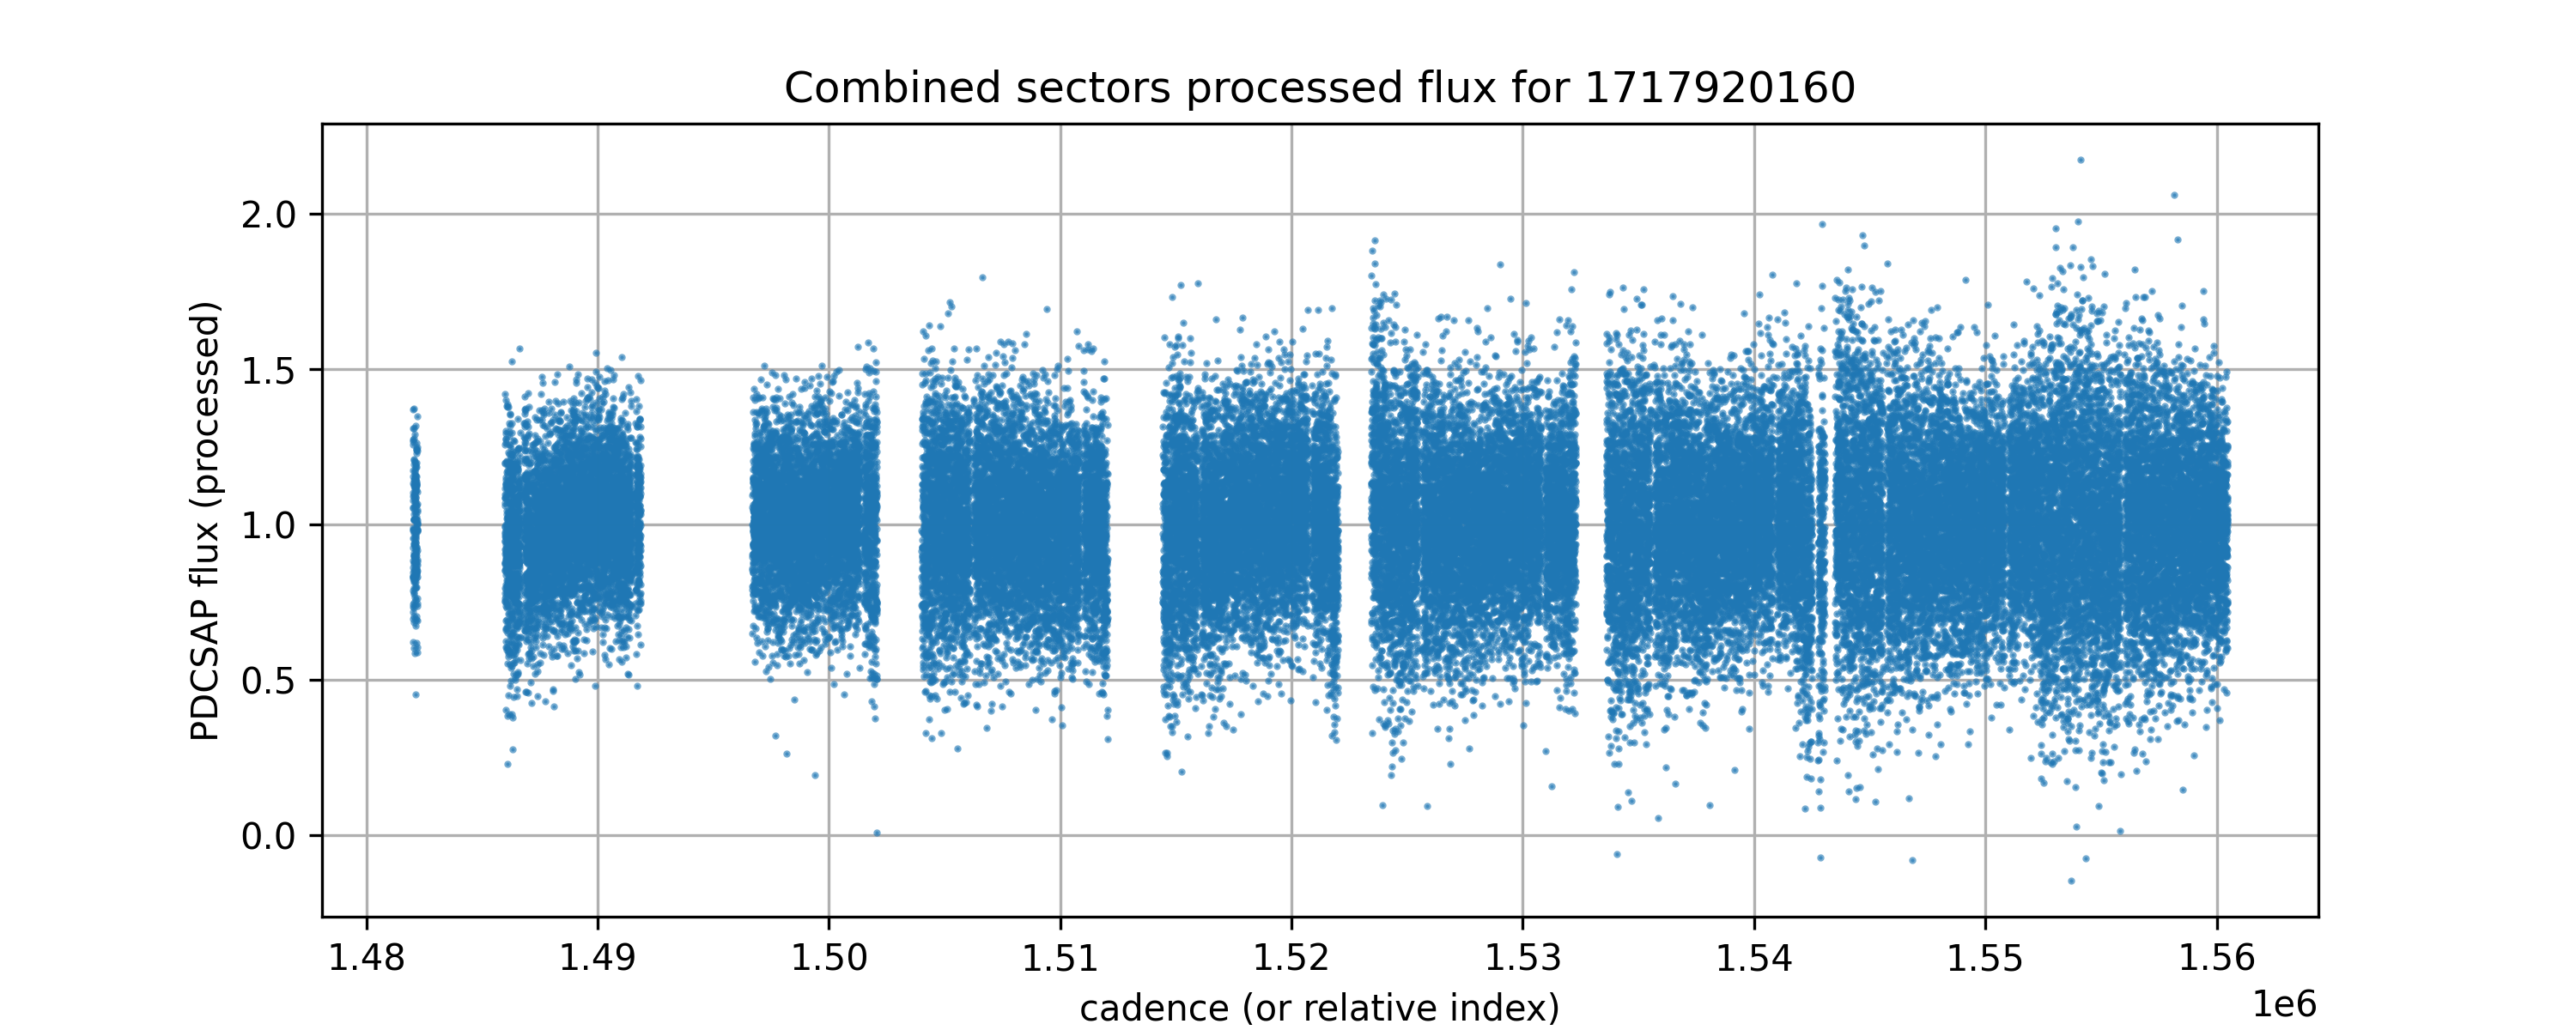 Combined sectors processed flux for 1717920160
PDCSAP flux (processed)
2.0
1.5
1.0
0.5
0.0
1.48 1.49 1.50 1.51 1.52 1.53 1.54 1.55 1.56
1e6
cadence (or relative index)